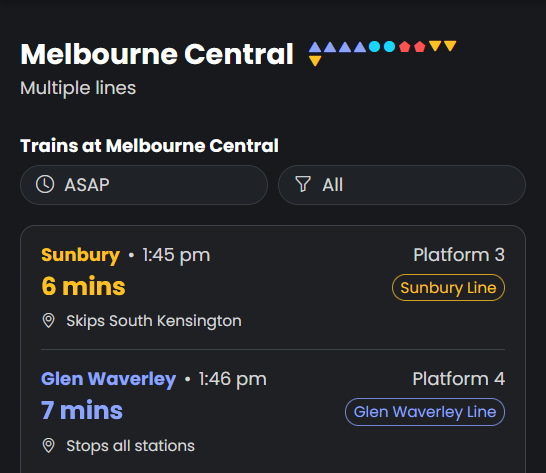 Melbourne Central
Multiple lines
Trains at Melbourne Central
ASAP All
Sunbury • 1:45 pm Platform 3
6 mins Sunbury Line
Skips South Kensington
Glen Waverley • 1:46 pm Platform 4
7 mins Glen Waverley Line
Stops all stations